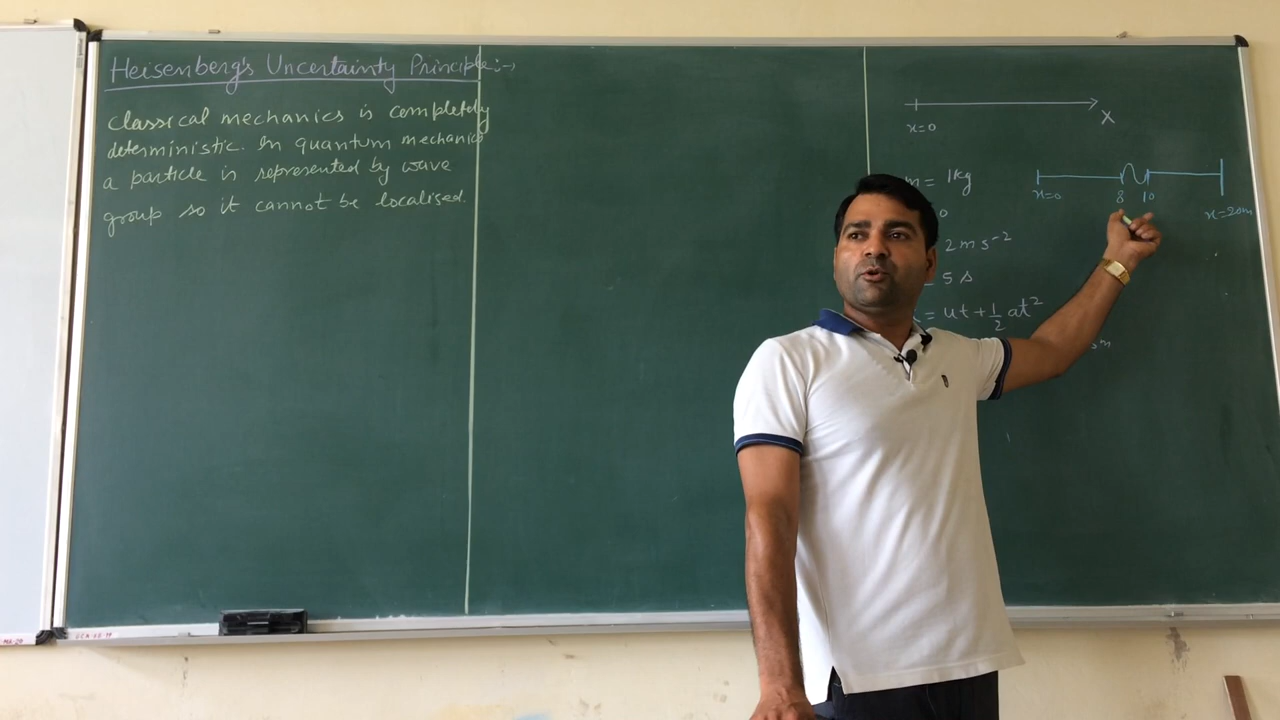 Heisenberg's Uncertainty Principle:→
Classical mechanics is completely
deterministic. In quantum mechanics
a particle is represented by wave
group so it cannot be localised.
x=0
X
m = 1kg
0
2 m s⁻²
= 5 s
= ut + 1/2 at²
x=0
8 10
x=20m